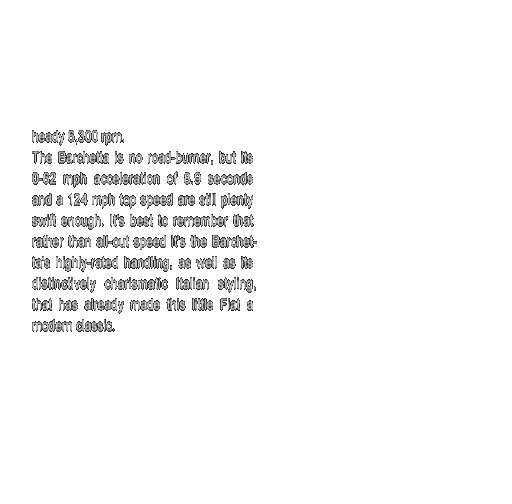 heady 6,300 rpm.
The Barchetta is no road-burner, but its
0-62 mph acceleration of 8.9 seconds
and a 124 mph top speed are still plenty
swift enough. It's best to remember that
rather than all-out speed it's the Barchet-
ta's highly-rated handling, as well as its
distinctively charismatic Italian styling,
that has already made this little Fiat a
modern classic.